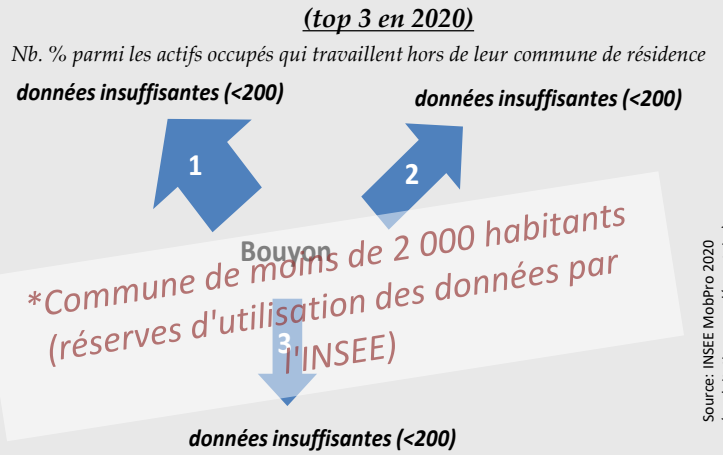 (top 3 en 2020)
Nb. % parmi les actifs occupés qui travaillent hors de leur commune de résidence
données insuffisantes (<200)
données insuffisantes (<200)
1
2
Bouyon
*Commune de moins de 2 000 habitants
(réserves d'utilisation des données par
l'INSEE)
3
données insuffisantes (<200)
Source: INSEE MobPro 2020